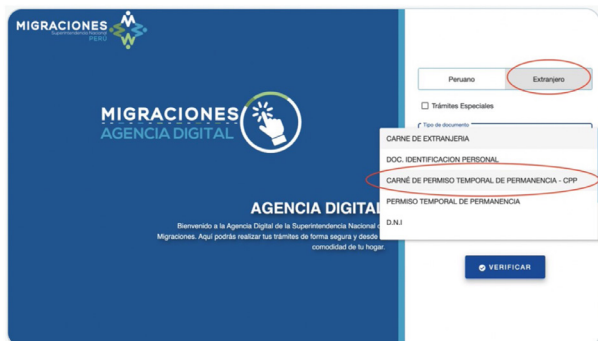 MIGRACIONES
Superintendencia Nacional
PERÚ
MIGRACIONES
AGENCIA DIGITAL
AGENCIA DIGITAL
Bienvenido a la Agencia Digital de la Superintendencia Nacional
Migraciones. Aquí podrás realizar tus trámites de forma segura y desde
comodidad de tu hogar.
Peruano
Extranjero
Trámites Especiales
Tipo de documento
CARNE DE EXTRANJERIA
DOC. IDENTIFICACION PERSONAL
CARNÉ DE PERMISO TEMPORAL DE PERMANENCIA - CPP
PERMISO TEMPORAL DE PERMANENCIA
D.N.I
VERIFICAR